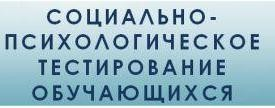 СОЦИАЛЬНО-
ПСИХОЛОГИЧЕСКОЕ
ТЕСТИРОВАНИЕ
ОБУЧАЮЩИХСЯ